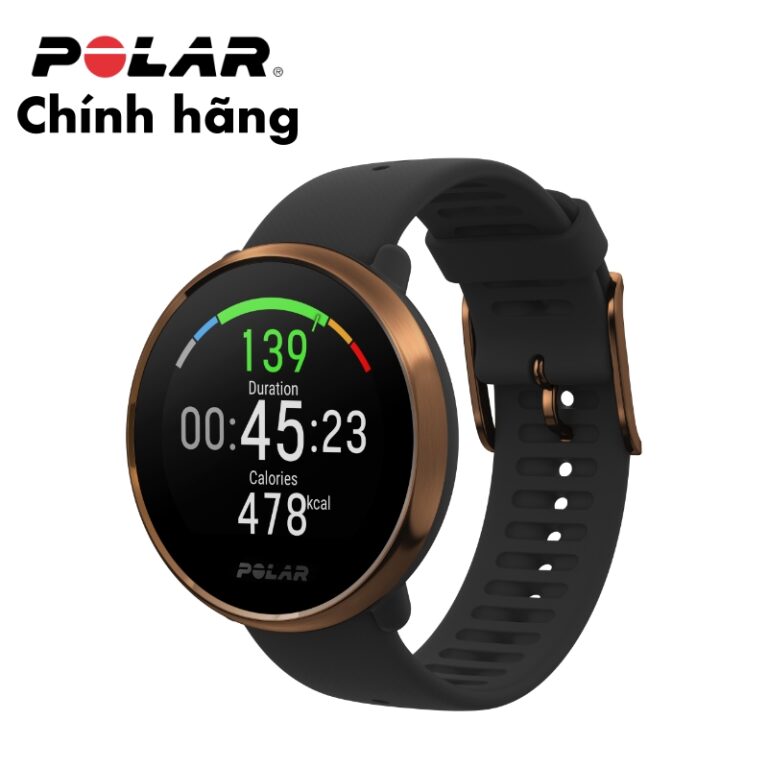 POLAR®
Chính hãng
139
Duration
00:45:23
Calories
478kcal
POLAR